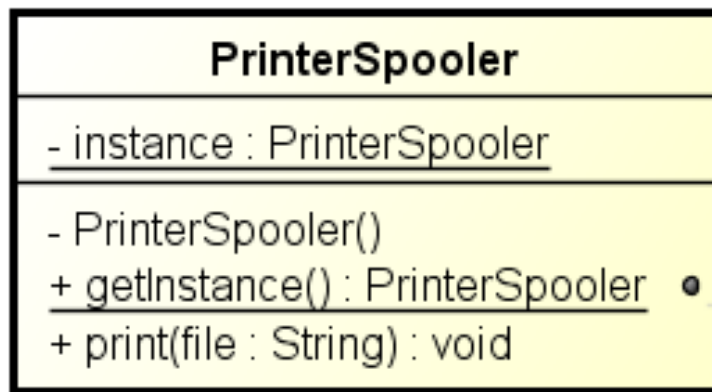 PrinterSpooler
- instance : PrinterSpooler
- PrinterSpooler()
+ getInstance() : PrinterSpooler
+ print(file : String) : void